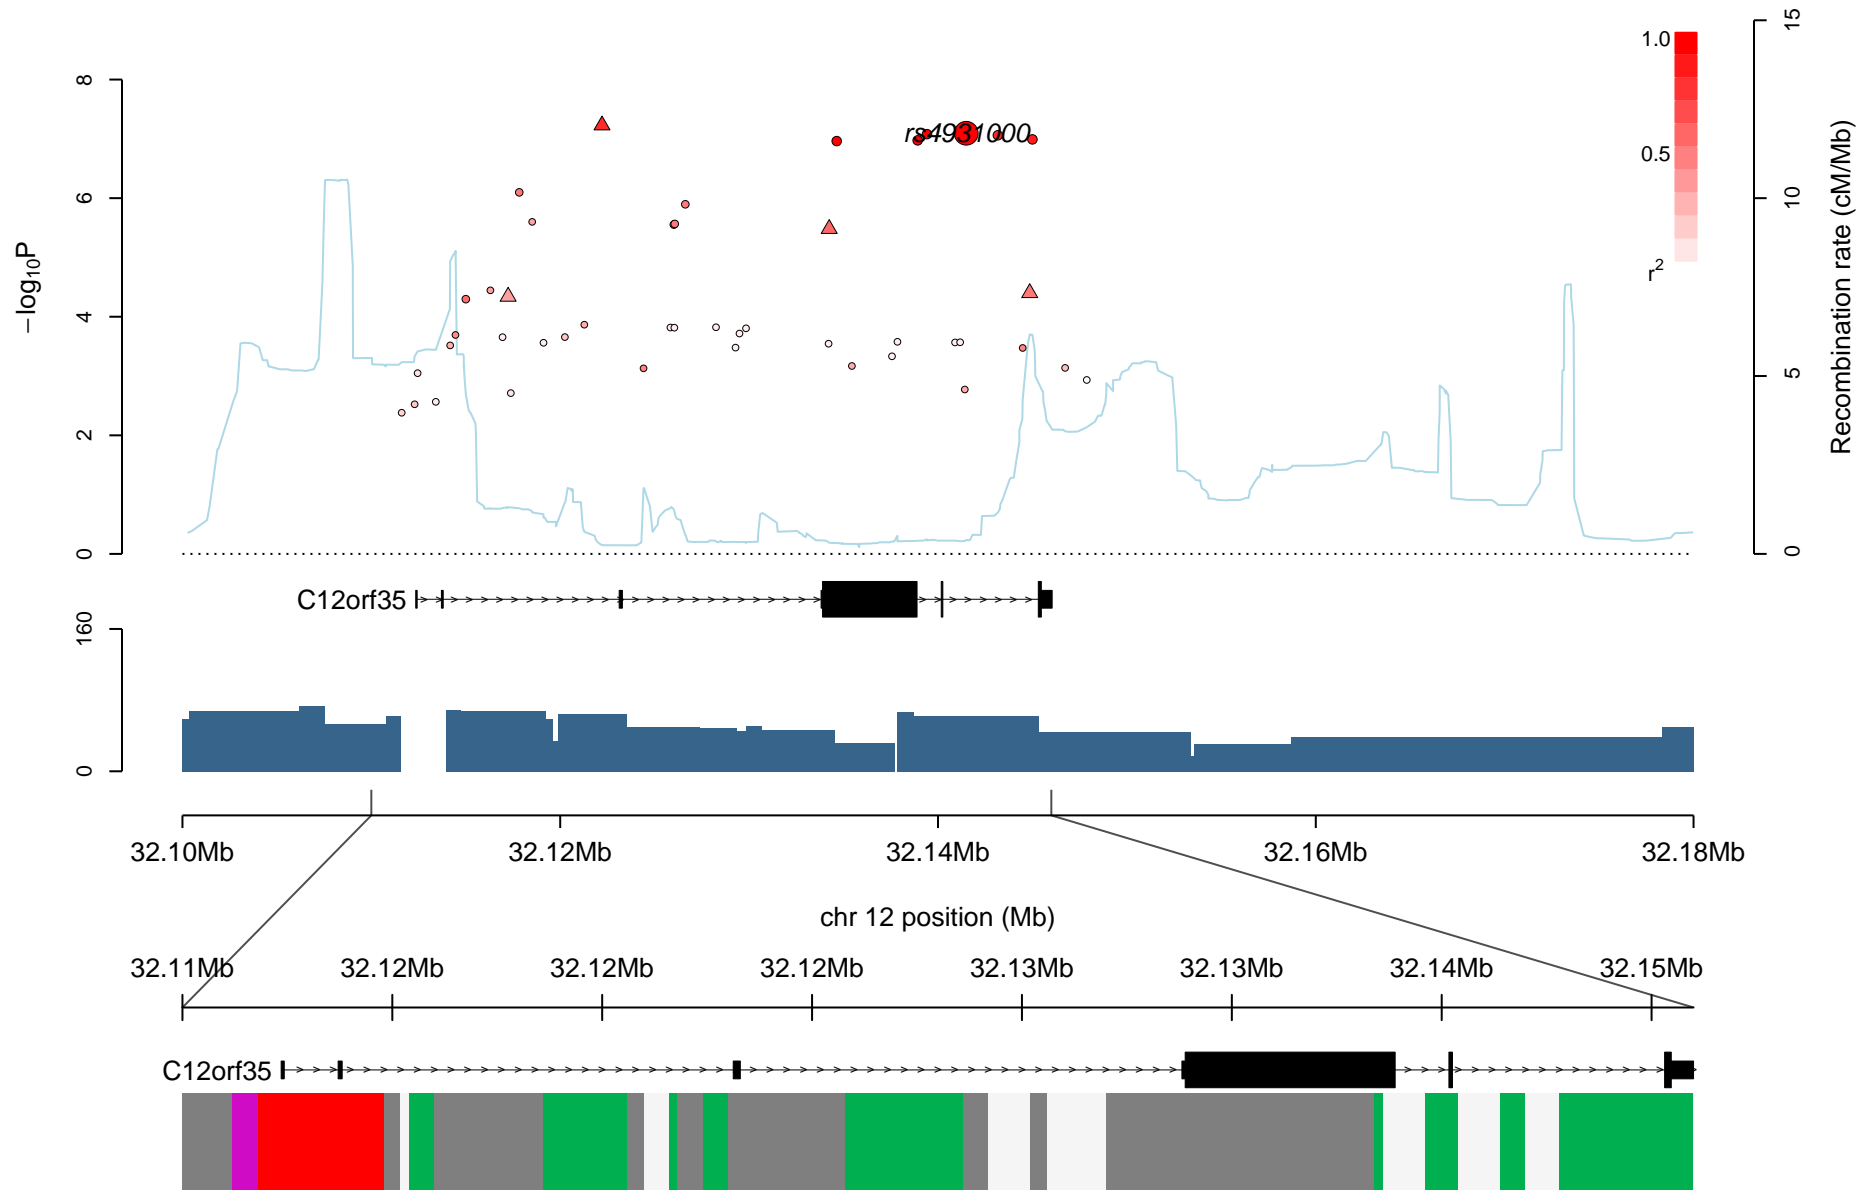 15
1.0
8
rs4931000
0.5
6
10
r2
−log10P
Recombination rate (cM/Mb)
4
5
2
0
0
C12orf35
160
0
32.10Mb 32.12Mb 32.14Mb 32.16Mb 32.18Mb
chr 12 position (Mb)
32.11Mb 32.12Mb 32.12Mb 32.12Mb 32.13Mb 32.13Mb 32.14Mb 32.15Mb
C12orf35